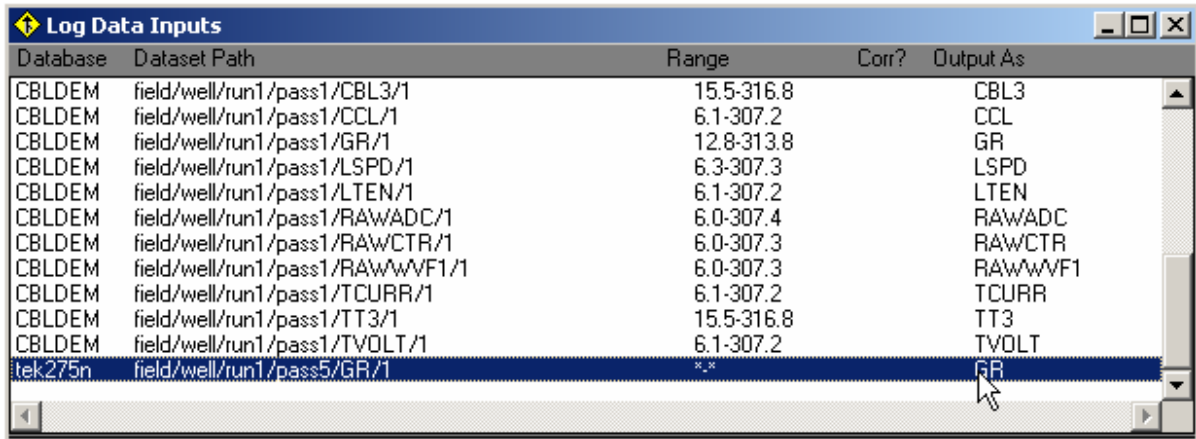 Log Data Inputs
Database Dataset Path Range Corr? Output As
CBLDEM field/well/run1/pass1/CBL3/1 15.5-316.8 CBL3
CBLDEM field/well/run1/pass1/CCL/1 6.1-307.2 CCL
CBLDEM field/well/run1/pass1/GR/1 12.8-313.8 GR
CBLDEM field/well/run1/pass1/LSPD/1 6.3-307.3 LSPD
CBLDEM field/well/run1/pass1/LTEN/1 6.1-307.2 LTEN
CBLDEM field/well/run1/pass1/RAWADC/1 6.0-307.4 RAWADC
CBLDEM field/well/run1/pass1/RAWCTR/1 6.0-307.3 RAWCTR
CBLDEM field/well/run1/pass1/RAWWVF1/1 6.0-307.3 RAWWVF1
CBLDEM field/well/run1/pass1/TCURR/1 6.1-307.2 TCURR
CBLDEM field/well/run1/pass1/TT3/1 15.5-316.8 TT3
CBLDEM field/well/run1/pass1/TVOLT/1 6.1-307.2 TVOLT
tek275n field/well/run1/pass5/GR/1 *-* GR